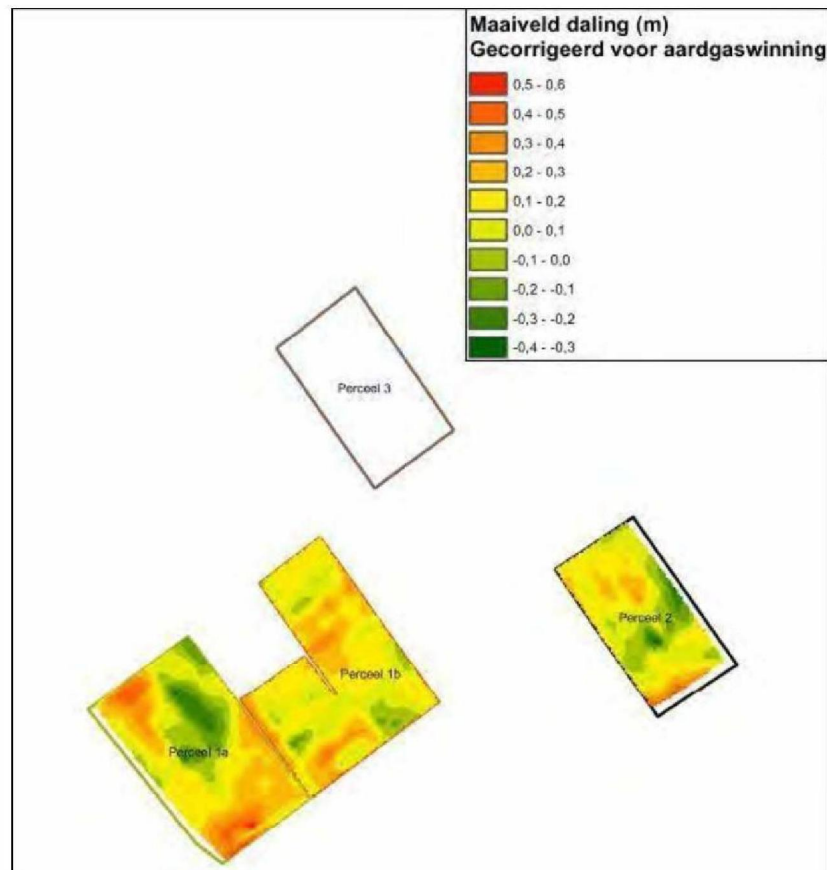 Maaiveld daling (m)
Gecorrigeerd voor aardgaswinning
0,5 - 0,6
0,4 - 0,5
0,3 - 0,4
0,2 - 0,3
0,1 - 0,2
0,0 - 0,1
-0,1 - 0,0
-0,2 - -0,1
-0,3 - -0,2
-0,4 - -0,3
Perceel 3
Perceel 2
Perceel 1b
Perceel 1a